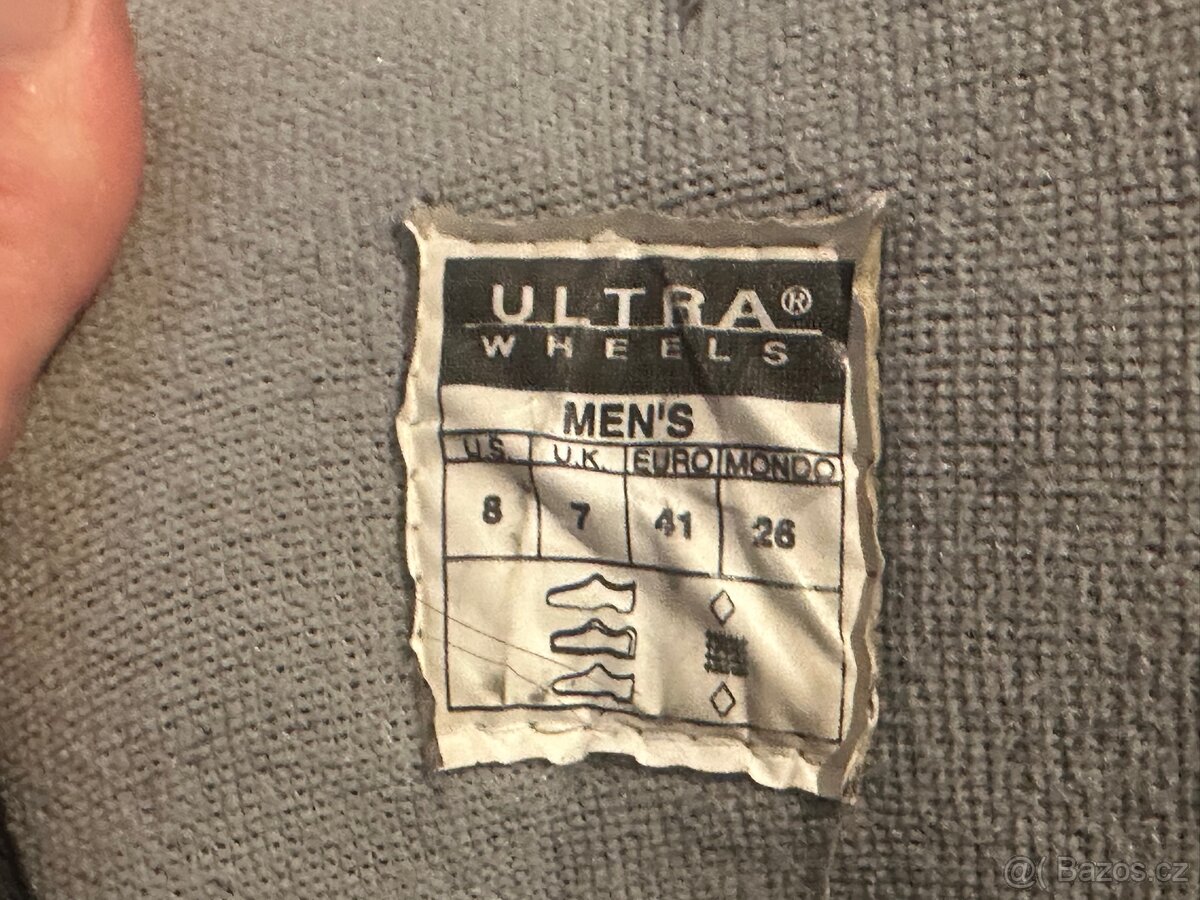 ULTRA®
WHEELS
MEN'S
U.S. U.K. EURO MONDO
8 7 41 26
@( Bazos.cz